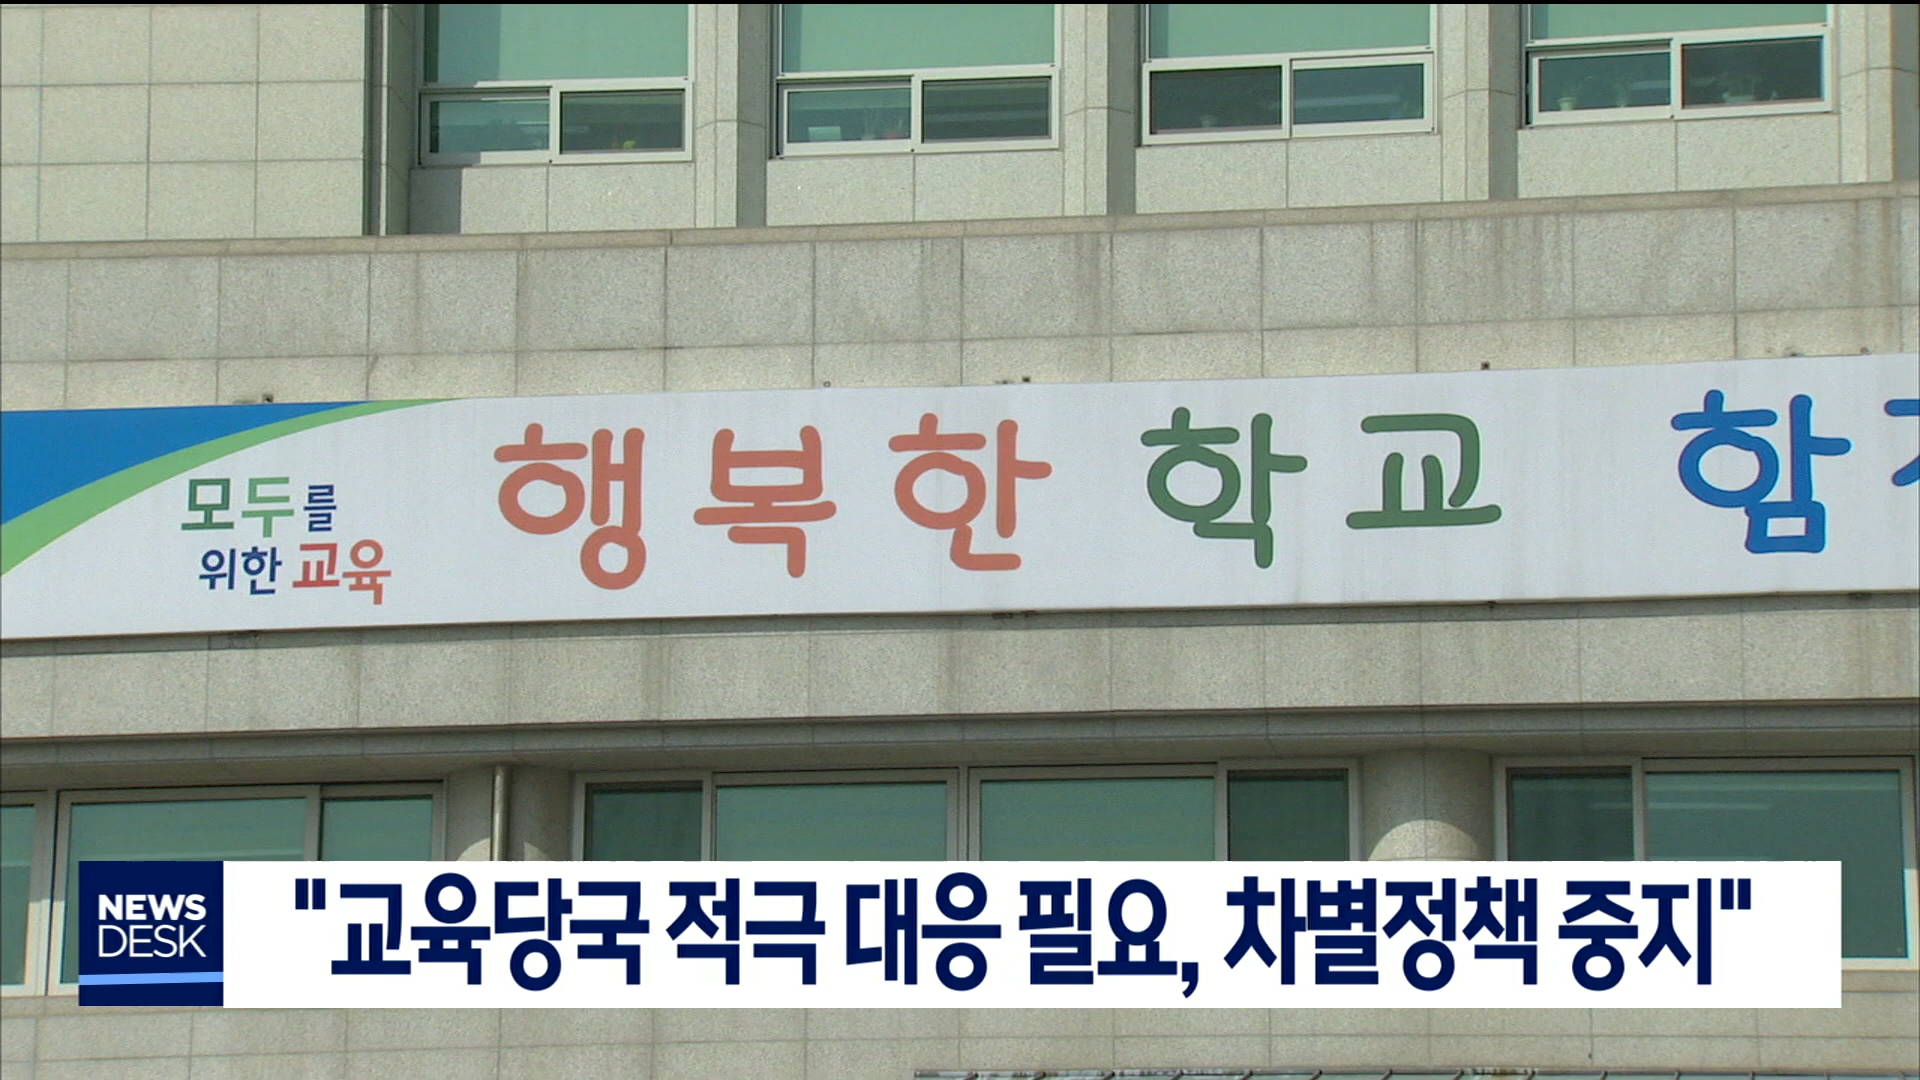 모두를
위한 교육
행복한 학교 함
NEWS
DESK
"교육당국 적극 대응 필요, 차별정책 중지"